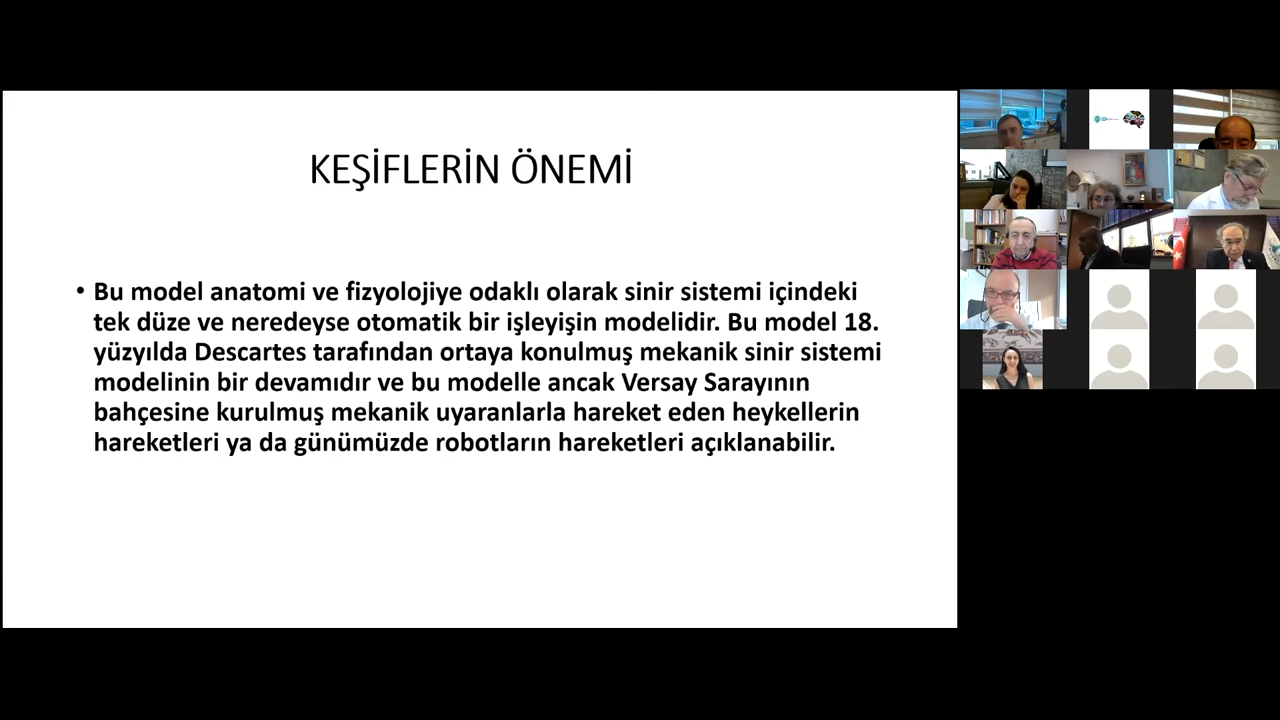 KEŞİFLERİN ÖNEMİ
• Bu model anatomi ve fizyolojiye odaklı olarak sinir sistemi içindeki
tek düze ve neredeyse otomatik bir işleyişin modelidir. Bu model 18.
yüzyılda Descartes tarafından ortaya konulmuş mekanik sinir sistemi
modelinin bir devamıdır ve bu modelle ancak Versay Sarayının
bahçesine kurulmuş mekanik uyaranlarla hareket eden heykellerin
hareketleri ya da günümüzde robotların hareketleri açıklanabilir.